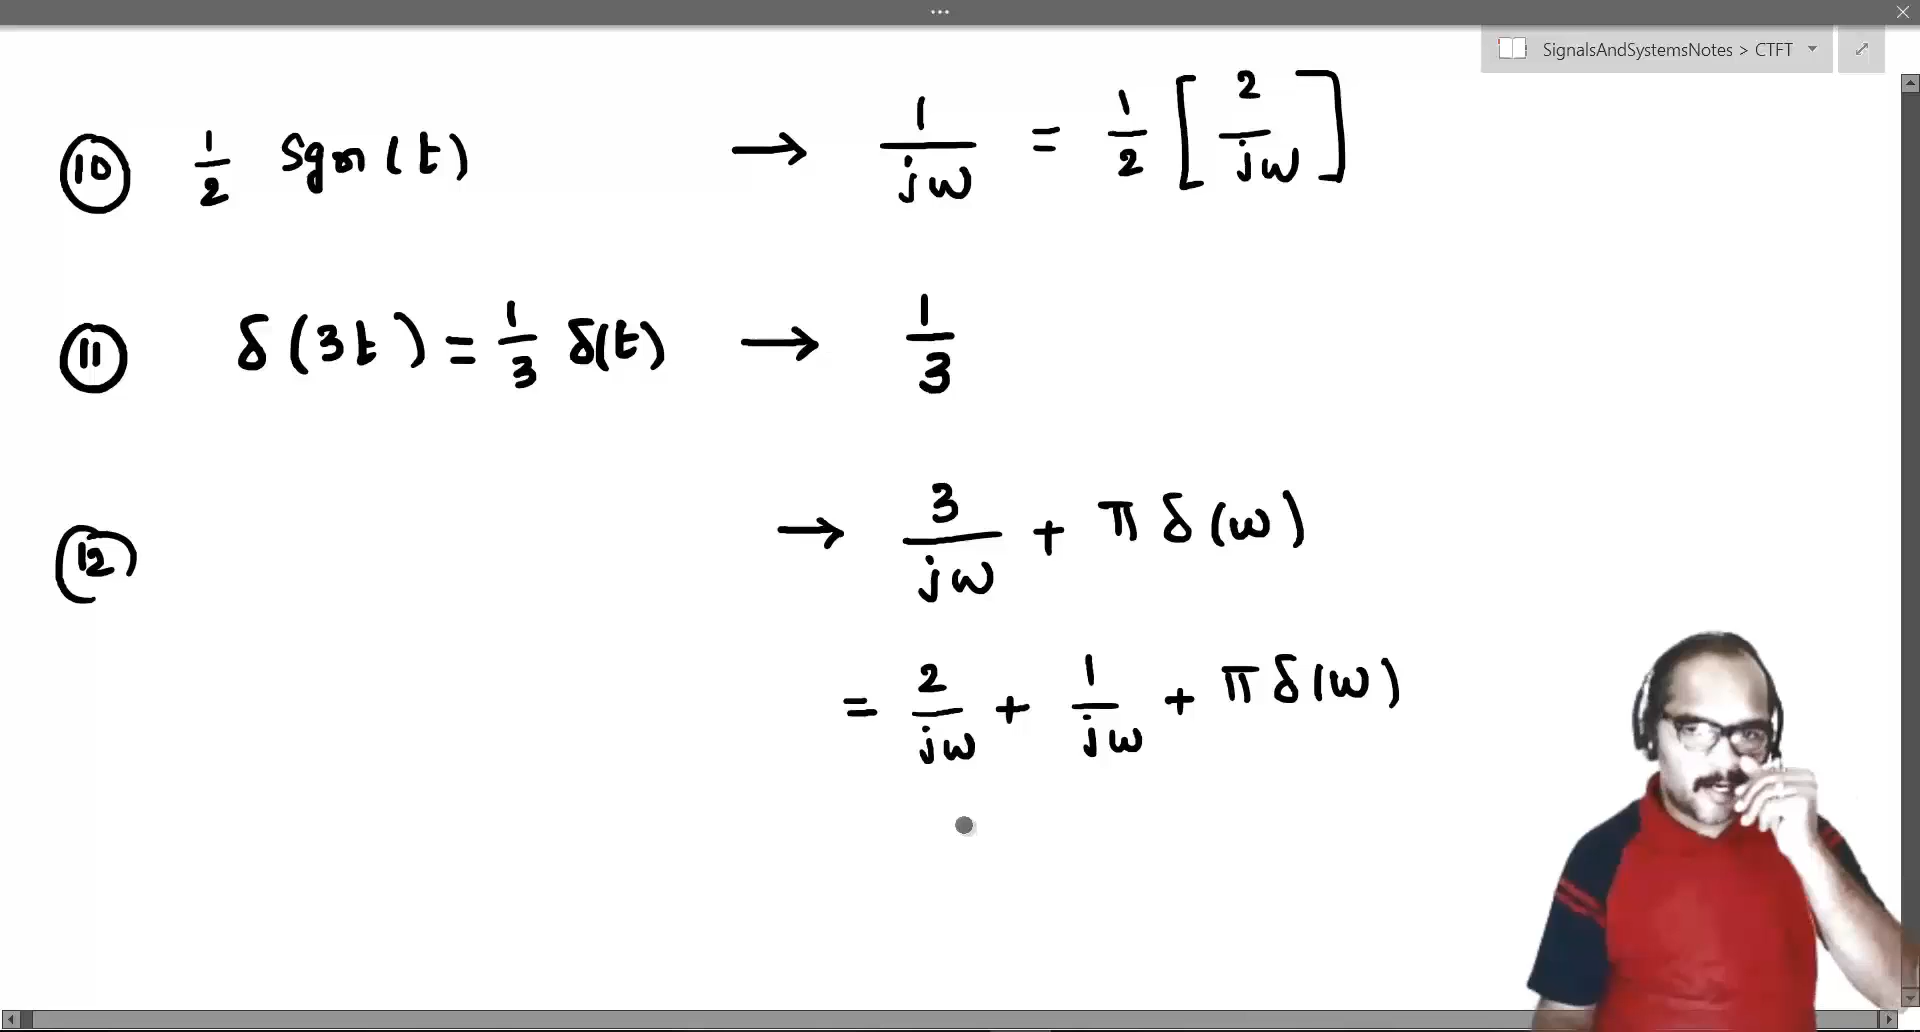 SignalsAndSystemsNotes > CTFT
⑩ 1/2 Sgn(t) → 1/jω = 1/2 [2/jω]
⑪ δ(3t) = 1/3 δ(t) → 1/3
⑫ → 3/jω + π δ(ω)
= 2/jω + 1/jω + π δ(ω)